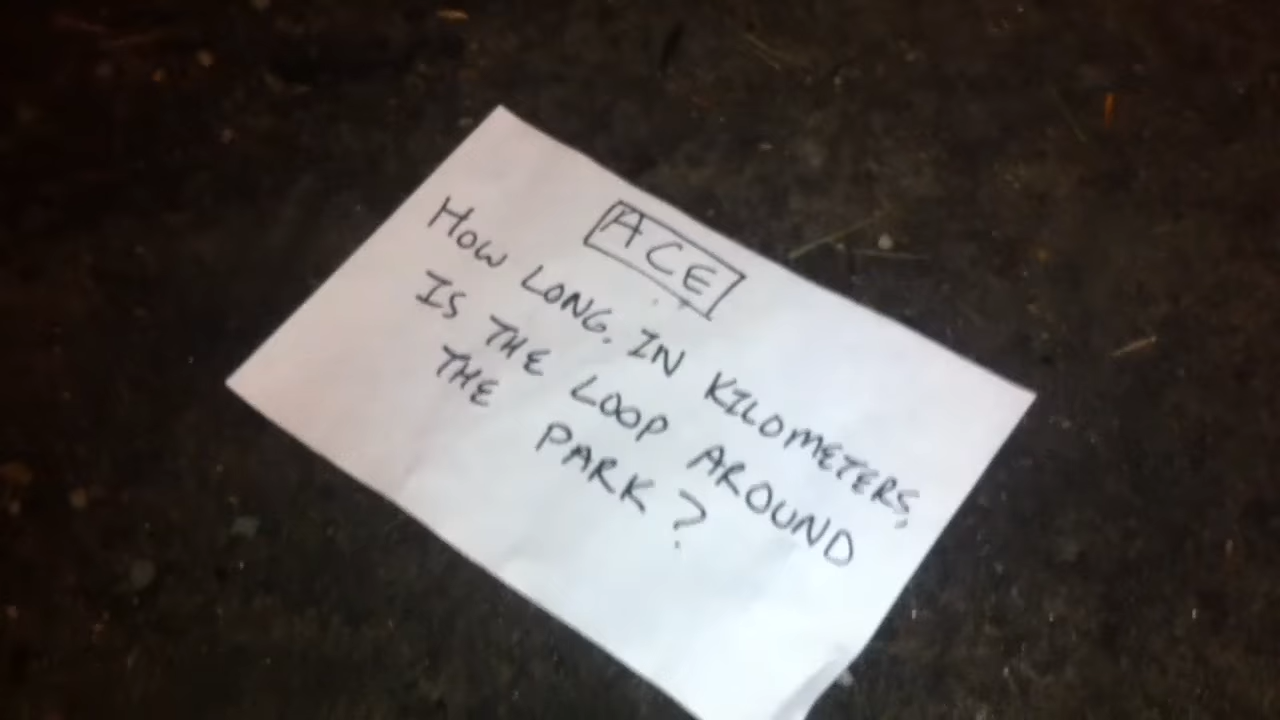 ACE
HOW LONG, IN KILOMETERS,
IS THE LOOP AROUND
THE PARK?